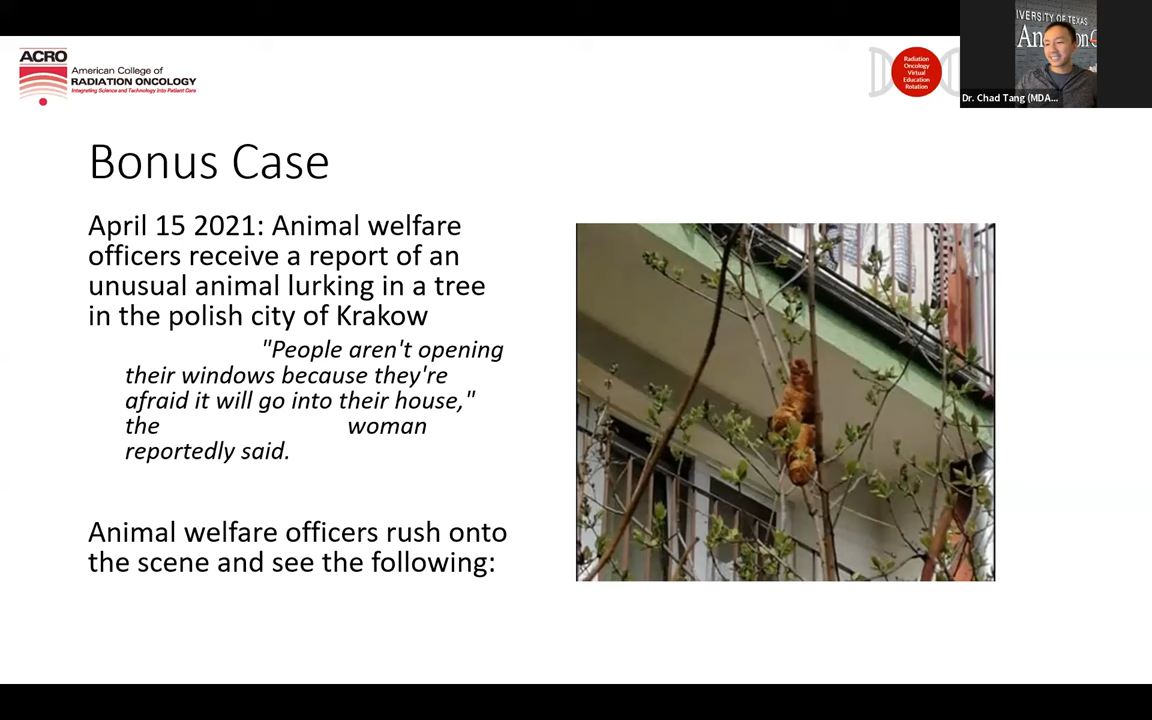 ACRO
American College of
RADIATION ONCOLOGY
Integrating Science and Technology Into Patient Care
Radiation
Oncology
Virtual
Education
Rotation
IVERSITY OF TEXAS
An on
Dr. Chad Tang (MDA...
Bonus Case
April 15 2021: Animal welfare
officers receive a report of an
unusual animal lurking in a tree
in the polish city of Krakow
"People aren't opening
their windows because they're
afraid it will go into their house,"
the woman
reportedly said.
Animal welfare officers rush onto
the scene and see the following: